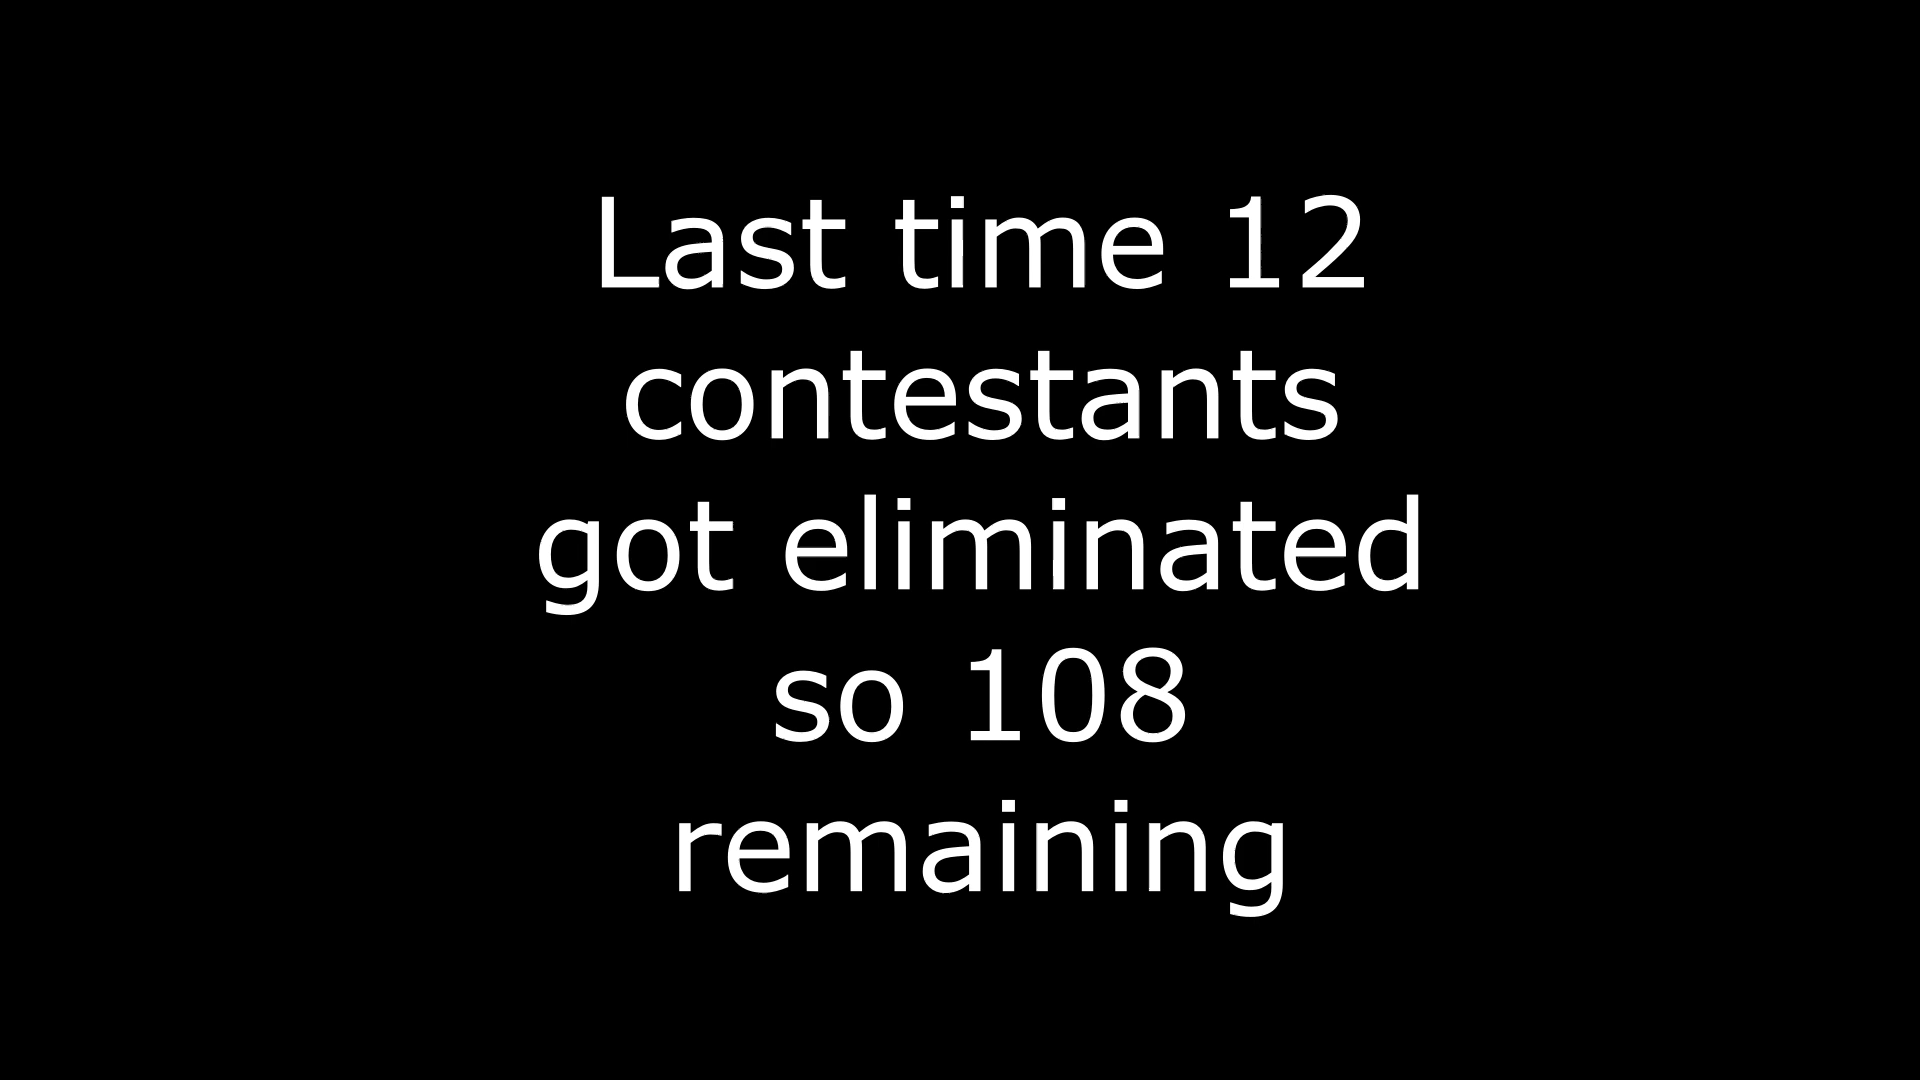 Last time 12
contestants
got eliminated
so 108
remaining